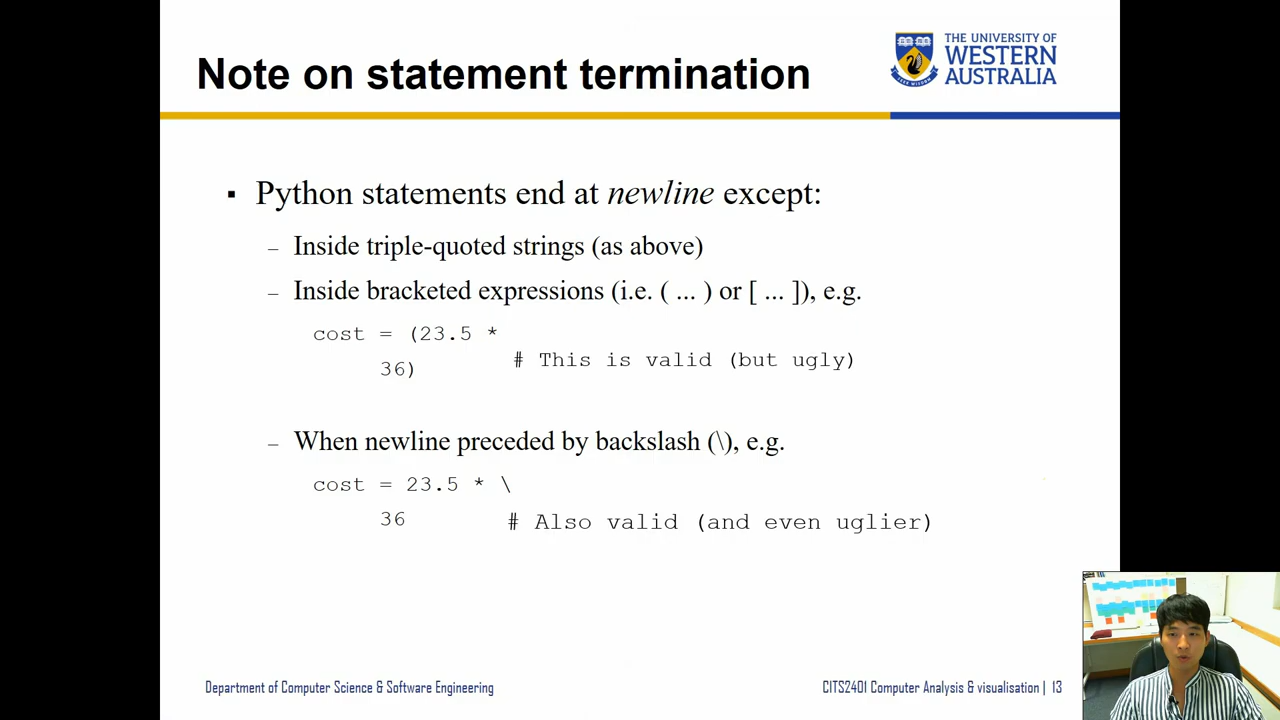 Note on statement termination
THE UNIVERSITY OF
WESTERN
AUSTRALIA
▪ Python statements end at newline except:
– Inside triple-quoted strings (as above)
– Inside bracketed expressions (i.e. ( ... ) or [ ... ]), e.g.
cost = (23.5 *
36)
# This is valid (but ugly)
– When newline preceded by backslash (\), e.g.
cost = 23.5 * \
36
# Also valid (and even uglier)
Department of Computer Science & Software Engineering
CITS2401 Computer Analysis & visualisation | 13